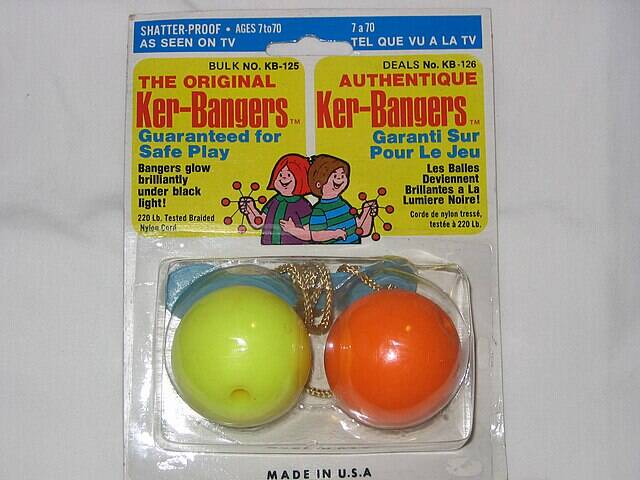 SHATTER-PROOF • AGES 7 to 70
AS SEEN ON TV
7 a 70
TEL QUE VU A LA TV
BULK NO. KB-125
THE ORIGINAL
Ker-Bangers TM
Guaranteed for
Safe Play
Bangers glow
brilliantly
under black
light!
220 Lb. Tested Braided
Nylon Cord
DEALS No. KB-126
AUTHENTIQUE
Ker-Bangers TM
Garanti Sur
Pour Le Jeu
Les Balles
Deviennent
Brillantes a La
Lumiere Noire!
Corde de nylon tressé,
testée à 220 Lb.
MADE IN U.S.A